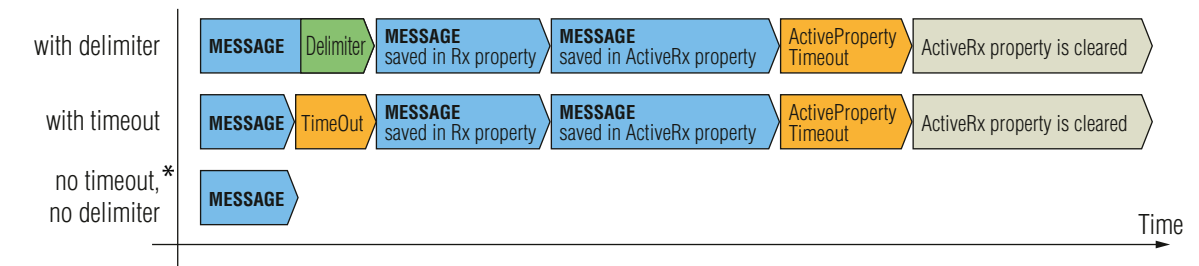 with delimiter
MESSAGE
Delimiter
MESSAGE
saved in Rx property
MESSAGE
saved in ActiveRx property
ActiveProperty
Timeout
ActiveRx property is cleared
with timeout
MESSAGE
TimeOut
MESSAGE
saved in Rx property
MESSAGE
saved in ActiveRx property
ActiveProperty
Timeout
ActiveRx property is cleared
no timeout,*
no delimiter
MESSAGE
Time